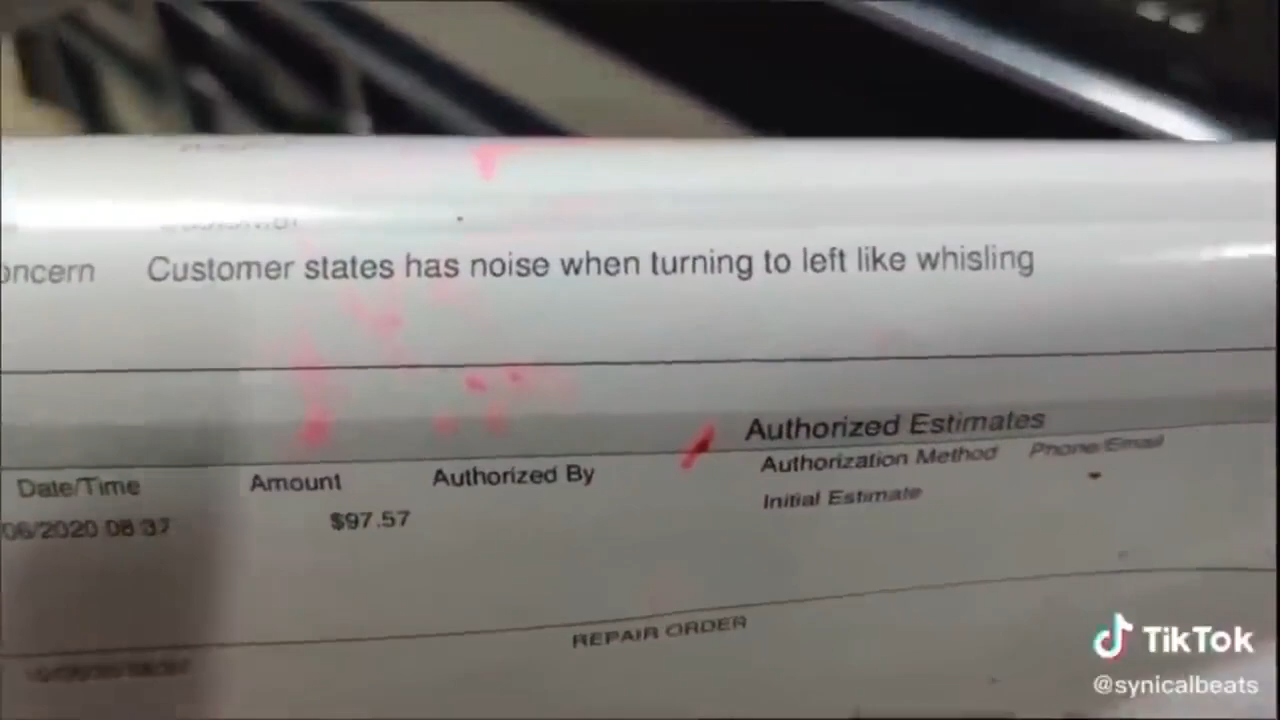 oncern Customer states has noise when turning to left like whisling
Authorized Estimates
Date/Time Amount Authorized By Authorization Method Phone/Email
06/2020 08:37 $97.57 Initial Estimate -
REPAIR ORDER
TikTok
@synicalbeats